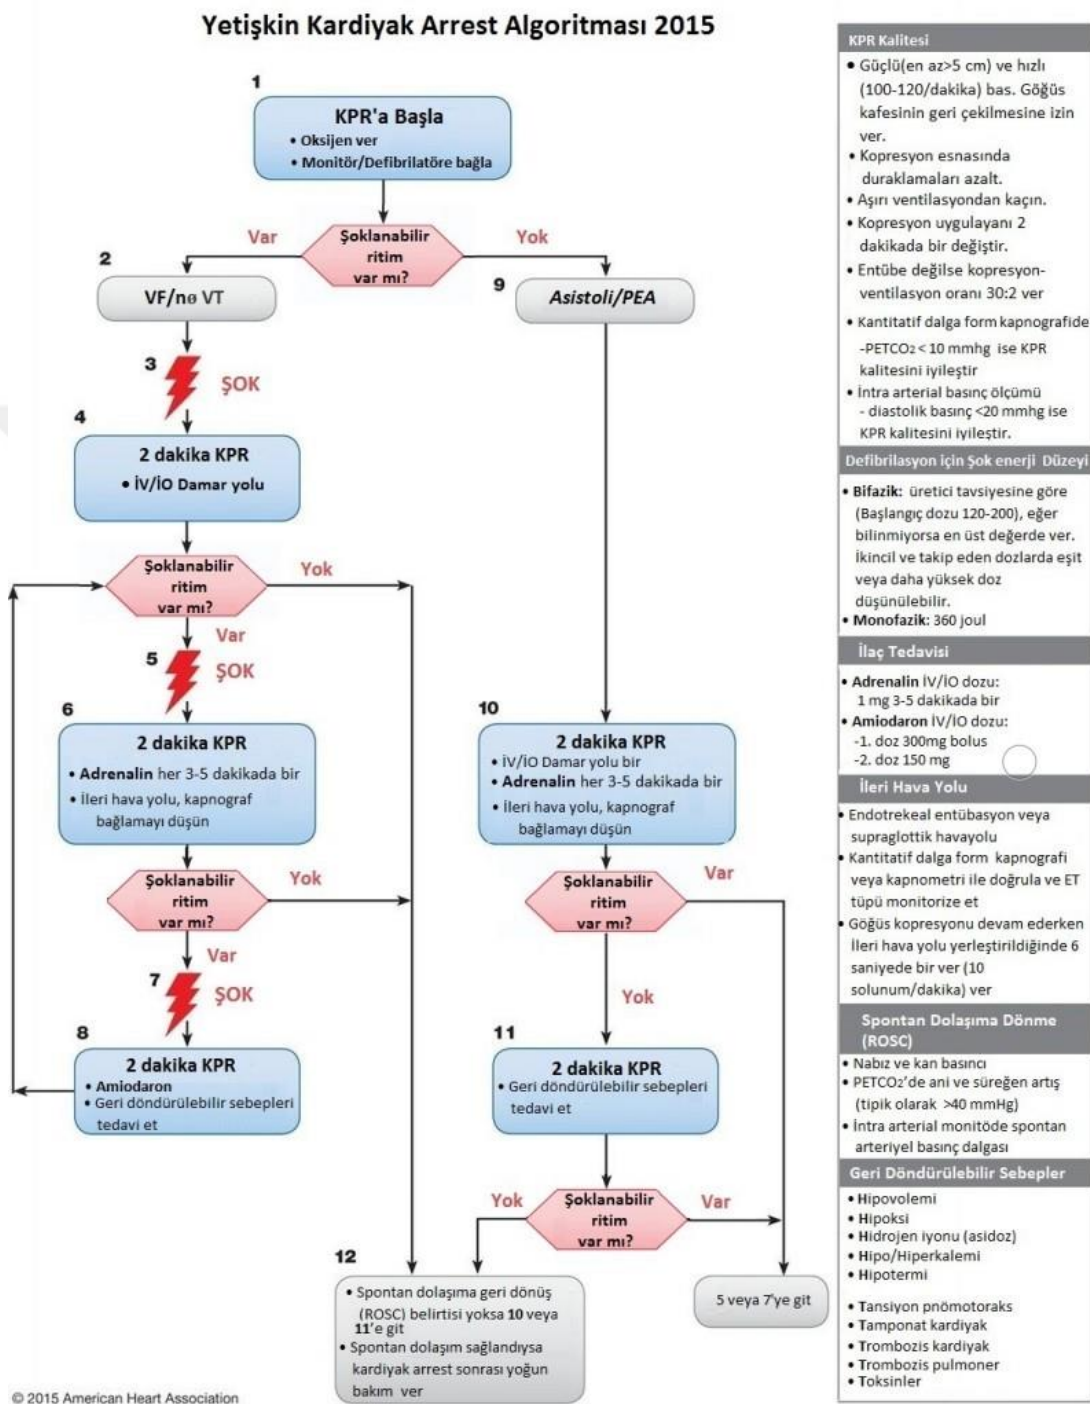 Yetişkin Kardiyak Arrest Algoritması 2015
1
KPR'a Başla
• Oksijen ver
• Monitör/Defibrilatöre bağla
Şoklanabilir
ritim
var mı?
Var
Yok
2
VF/nø VT
9
Asistoli/PEA
3
ŞOK
4
2 dakika KPR
• İV/İO Damar yolu
Şoklanabilir
ritim
var mı?
Yok
Var
5
ŞOK
6
2 dakika KPR
• Adrenalin her 3-5 dakikada bir
• İleri hava yolu, kapnograf
bağlamayı düşün
Şoklanabilir
ritim
var mı?
Yok
Var
7
ŞOK
8
2 dakika KPR
• Amiodaron
• Geri döndürülebilir sebepleri
tedavi et
10
2 dakika KPR
• İV/İO Damar yolu bir
• Adrenalin her 3-5 dakikada bir
• İleri hava yolu, kapnograf
bağlamayı düşün
Şoklanabilir
ritim
var mı?
Var
Yok
11
2 dakika KPR
• Geri döndürülebilir sebepleri
tedavi et
Yok
Şoklanabilir
ritim
var mı?
Var
12
• Spontan dolaşıma geri dönüş
(ROSC) belirtisi yoksa 10 veya
11'e git
• Spontan dolaşım sağlandıysa
kardiyak arrest sonrası yoğun
bakım ver
5 veya 7'ye git
© 2015 American Heart Association
KPR Kalitesi
• Güçlü(en az>5 cm) ve hızlı
(100-120/dakika) bas. Göğüs
kafesinin geri çekilmesine izin
ver.
• Kopresyon esnasında
duraklamaları azalt.
• Aşırı ventilasyondan kaçın.
• Kopresyon uygulayanı 2
dakikada bir değiştir.
• Entübe değilse kopresyon-
ventilasyon oranı 30:2 ver
• Kantitatif dalga form kapnografide
-PETCO₂ < 10 mmhg ise KPR
kalitesini iyileştir
• İntra arterial basınç ölçümü
- diastolik basınç <20 mmhg ise
KPR kalitesini iyileştir.
Defibrilasyon için Şok enerji Düzeyi
• Bifazik: üretici tavsiyesine göre
(Başlangıç dozu 120-200), eğer
bilinmiyorsa en üst değerde ver.
İkincil ve takip eden dozlarda eşit
veya daha yüksek doz
düşünülebilir.
• Monofazik: 360 joul
İlaç Tedavisi
• Adrenalin İV/İO dozu:
1 mg 3-5 dakikada bir
• Amiodaron İV/İO dozu:
-1. doz 300mg bolus
-2. doz 150 mg
İleri Hava Yolu
• Endotrekeal entübasyon veya
supraglottik havayolu
• Kantitatif dalga form kapnografi
veya kapnometri ile doğrula ve ET
tüpü monitorize et
• Göğüs kopresyonu devam ederken
İleri hava yolu yerleştirildiğinde 6
saniyede bir ver (10
solunum/dakika) ver
Spontan Dolaşıma Dönme
(ROSC)
• Nabız ve kan basıncı
• PETCO₂'de ani ve süreğen artış
(tipik olarak >40 mmHg)
• İntra arterial monitöde spontan
arteriyel basınç dalgası
Geri Döndürülebilir Sebepler
• Hipovolemi
• Hipoksi
• Hidrojen iyonu (asidoz)
• Hipo/Hiperkalemi
• Hipotermi
• Tansiyon pnömotoraks
• Tamponat kardiyak
• Trombozis kardiyak
• Trombozis pulmoner
• Toksinler